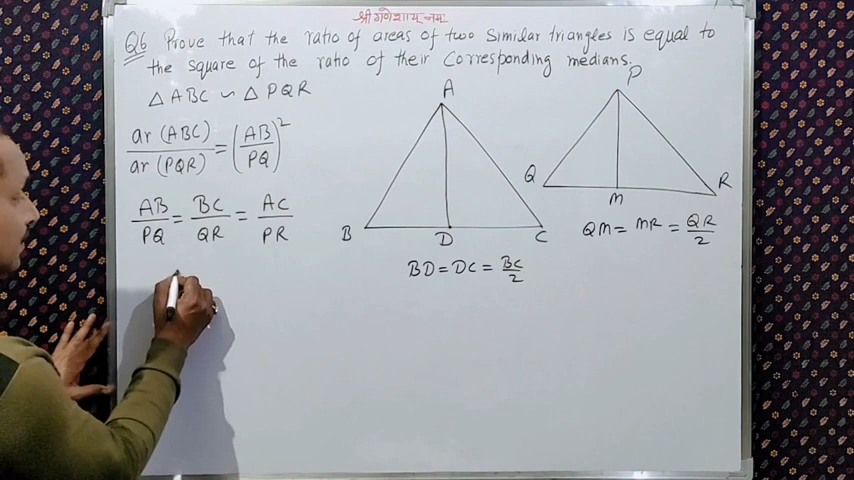 श्री गणेशाय नमः
Q6 Prove that the ratio of areas of two similar triangles is equal to
the square of the ratio of their corresponding medians.
△ABC ∽ △PQR
ar (ABC) / ar (PQR) = (AB/PQ)²
AB/PQ = BC/QR = AC/PR
A
B
D
C
BD = DC = BC/2
P
Q
M
R
QM = MR = QR/2